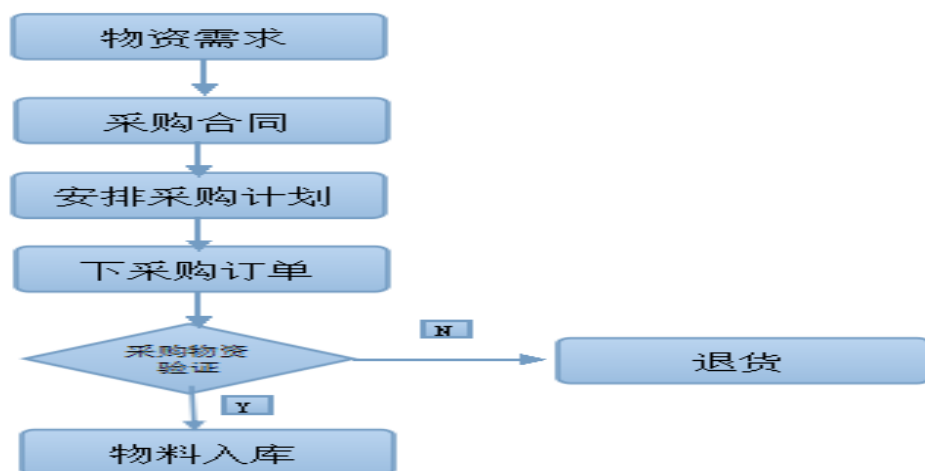 物资需求
采购合同
安排采购计划
下采购订单
N
采购物资
验证
退货
Y
物料入库